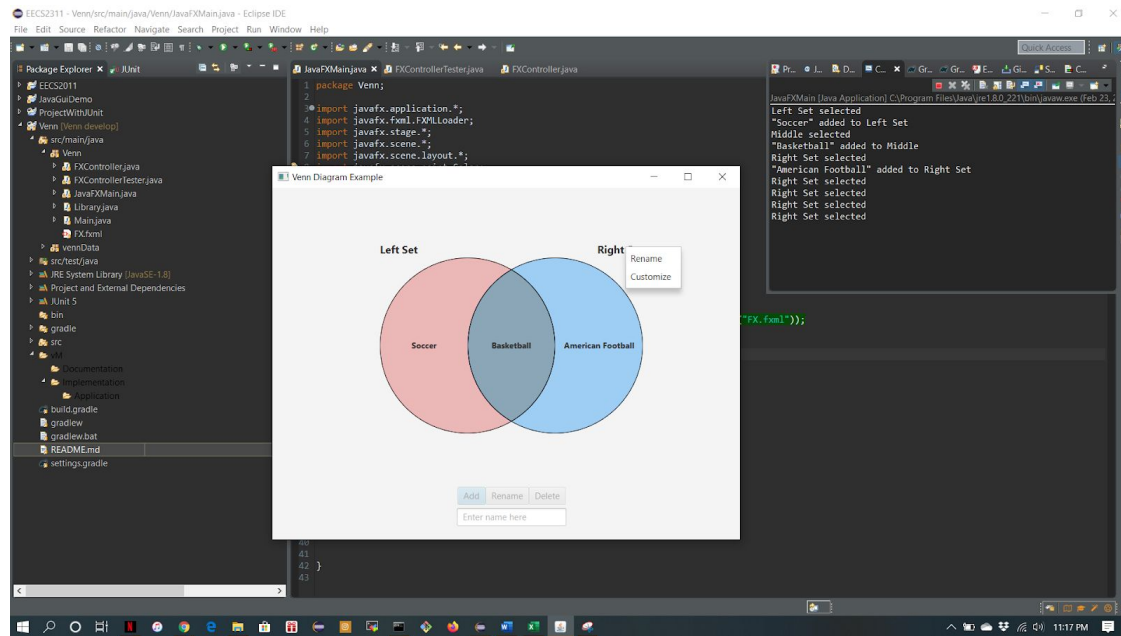 EECS2311 - Venn/src/main/java/Venn/JavaFXMain.java - Eclipse IDE
File Edit Source Refactor Navigate Search Project Run Window Help
Quick Access
Package Explorer JUnit
EECS2311
JavaGuiDemo
ProjectWithJUnit
Venn [Venn develop]
src/main/java
Venn
FXController.java
FXControllerTester.java
JavaFXMain.java
Library.java
Main.java
FX.fxml
vennData
src/test/java
JRE System Library [JavaSE-1.8]
Project and External Dependencies
JUnit 5
bin
gradle
src
vM
Documentation
Implementation
Application
build.gradle
gradlew
gradlew.bat
README.md
settings.gradle
JavaFXMain.java FXControllerTester.java FXController.java
1 package Venn;
2
3 import javafx.application.*;
4 import javafx.fxml.FXMLLoader;
5 import javafx.stage.*;
6 import javafx.scene.*;
7 import javafx.scene.layout.*;
"FX.fxml"));
40
41
42 }
43
Venn Diagram Example
Left Set Right
Rename
Customize
Soccer Basketball American Football
Add Rename Delete
Enter name here
Pr... J... D... C... Gr... Gr... E... Gi... S... C...
JavaFXMain [Java Application] C:\Program Files\Java\jre1.8.0_221\bin\javaw.exe (Feb 23,
Left Set selected
"Soccer" added to Left Set
Middle selected
"Basketball" added to Middle
Right Set selected
"American Football" added to Right Set
Right Set selected
Right Set selected
Right Set selected
Right Set selected
11:17 PM